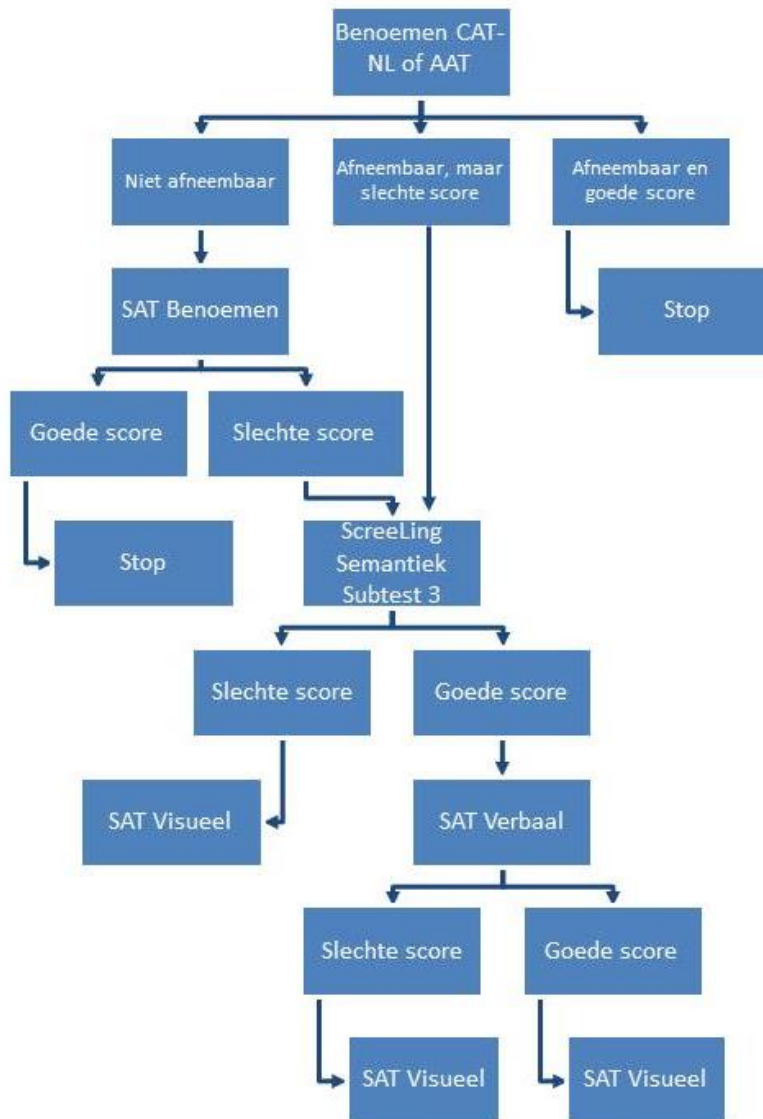 Benoemen CAT-
NL of AAT
Niet afneembaar
Afneembaar, maar
slechte score
Afneembaar en
goede score
SAT Benoemen
Stop
Goede score
Slechte score
Stop
ScreeLing
Semantiek
Subtest 3
Slechte score
Goede score
SAT Visueel
SAT Verbaal
Slechte score
Goede score
SAT Visueel
SAT Visueel